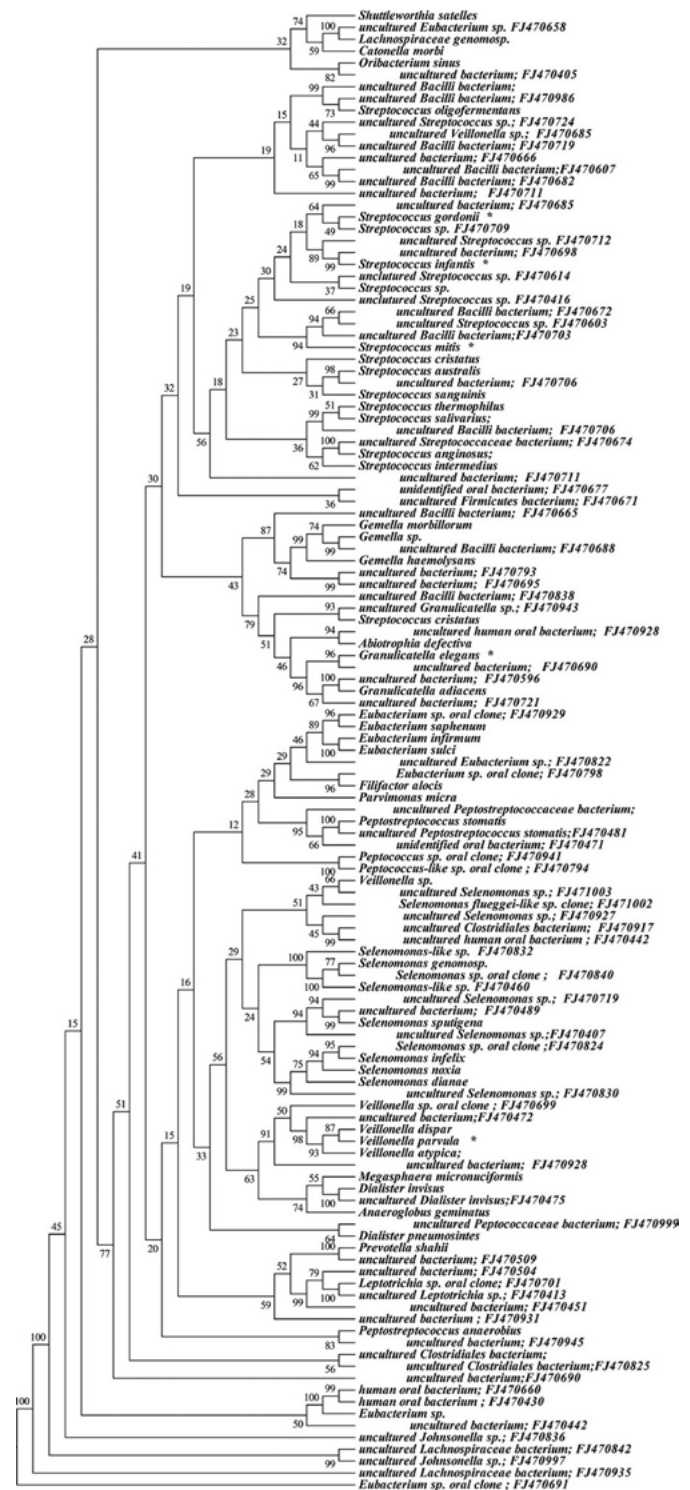 Shuttleworthia satelles
uncultured Eubacterium sp. FJ470658
Lachnospiraceae genomosp.
Catonella morbi
Oribacterium sinus
uncultured bacterium; FJ470405
uncultured Bacilli bacterium;
uncultured Bacilli bacterium; FJ470986
Streptococcus oligofermentans
uncultured Streptococcus sp.; FJ470724
uncultured Veillonella sp.; FJ470685
uncultured Bacilli bacterium; FJ470719
uncultured bacterium; FJ470666
uncultured Bacilli bacterium;FJ470607
uncultured Bacilli bacterium; FJ470682
uncultured bacterium; FJ470711
uncultured bacterium; FJ470685
Streptococcus gordonii *
Streptococcus sp. FJ470709
uncultured Streptococcus sp. FJ470712
uncultured bacterium; FJ470698
Streptococcus infantis *
unclutured Streptococcus sp. FJ470614
Streptococcus sp.
unclutured Streptococcus sp. FJ470416
uncultured Bacilli bacterium; FJ470672
uncultured Streptococcus sp. FJ470603
uncultured Bacilli bacterium;FJ470703
Streptococcus mitis *
Streptococcus cristatus
Streptococcus australis
uncultured bacterium; FJ470706
Streptococcus sanguinis
Streptococcus thermophilus
Streptococcus salivarius;
uncultured Bacilli bacterium; FJ470706
uncultured Streptococcaceae bacterium; FJ470674
Streptococcus anginosus;
Streptococcus intermedius
uncultured bacterium; FJ470711
unidentified oral bacterium; FJ470677
uncultured Firmicutes bacterium; FJ470671
uncultured Bacilli bacterium; FJ470665
Gemella morbillorum
Gemella sp.
uncultured Bacilli bacterium; FJ470688
Gemella haemolysans
uncultured bacterium; FJ470793
uncultured bacterium; FJ470695
uncultured Bacilli bacterium; FJ470838
uncultured Granulicatella sp.; FJ470943
Streptococcus cristatus
uncultured human oral bacterium; FJ470928
Abiotrophia defectiva
Granulicatella elegans *
uncultured bacterium; FJ470690
uncultured bacterium; FJ470596
Granulicatella adiacens
uncultured bacterium; FJ470721
Eubacterium sp. oral clone; FJ470929
Eubacterium saphenum
Eubacterium infirmum
Eubacterium sulci
uncultured Eubacterium sp.; FJ470822
Eubacterium sp. oral clone; FJ470798
Filifactor alocis
Parvimonas micra
uncultured Peptostreptococcaceae bacterium;
Peptostreptococcus stomatis
uncultured Peptostreptococcus stomatis;FJ470481
unidentified oral bacterium; FJ470471
Peptococcus sp. oral clone; FJ470941
Peptococcus-like sp. oral clone ; FJ470794
Veillonella sp.
uncultured Selenomonas sp.; FJ471003
Selenomonas flueggei-like sp. clone; FJ471002
uncultured Selenomonas sp.; FJ470927
uncultured Clostridiales bacterium; FJ470917
uncultured human oral bacterium ; FJ470442
Selenomonas-like sp. FJ470832
Selenomonas genomosp.
Selenomonas sp. oral clone ; FJ470840
Selenomonas-like sp. FJ470460
uncultured Selenomonas sp.; FJ470719
uncultured bacterium; FJ470489
Selenomonas sputigena
uncultured Selenomonas sp.;FJ470407
Selenomonas sp. oral clone ;FJ470824
Selenomonas infelix
Selenomonas noxia
Selenomonas dianae
uncultured Selenomonas sp.; FJ470830
Veillonella sp. oral clone ; FJ470699
uncultured bacterium;FJ470472
Veillonella dispar
Veillonella parvula *
Veillonella atypica;
uncultured bacterium; FJ470928
Megasphaera micronuciformis
Dialister invisus
uncultured Dialister invisus;FJ470475
Anaeroglobus geminatus
uncultured Peptococcaceae bacterium; FJ470999
Dialister pneumosintes
Prevotella shahii
uncultured bacterium; FJ470509
uncultured bacterium; FJ470504
Leptotrichia sp. oral clone; FJ470701
uncultured Leptotrichia sp.; FJ470413
uncultured bacterium; FJ470451
uncultured bacterium ; FJ470931
Peptostreptococcus anaerobius
uncultured bacterium; FJ470945
uncultured Clostridiales bacterium;
uncultured Clostridiales bacterium;FJ470825
uncultured bacterium;FJ470690
human oral bacterium; FJ470660
human oral bacterium ; FJ470430
Eubacterium sp.
uncultured bacterium; FJ470442
uncultured Johnsonella sp.; FJ470836
uncultured Lachnospiraceae bacterium; FJ470842
uncultured Johnsonella sp.; FJ470997
uncultured Lachnospiraceae bacterium; FJ470935
Eubacterium sp. oral clone ; FJ470691